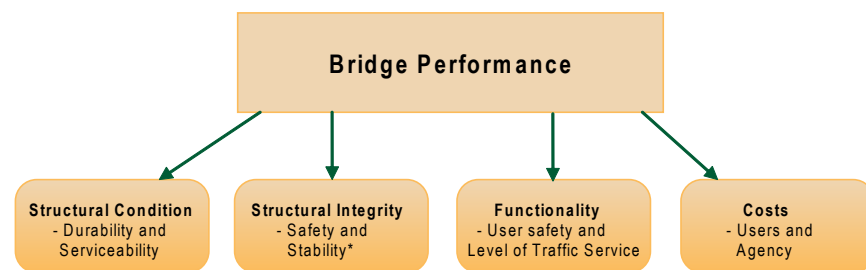 Bridge Performance
Structural Condition
- Durability and
Serviceability
Structural Integrity
- Safety and
Stability*
Functionality
- User safety and
Level of Traffic Service
Costs
- Users and
Agency